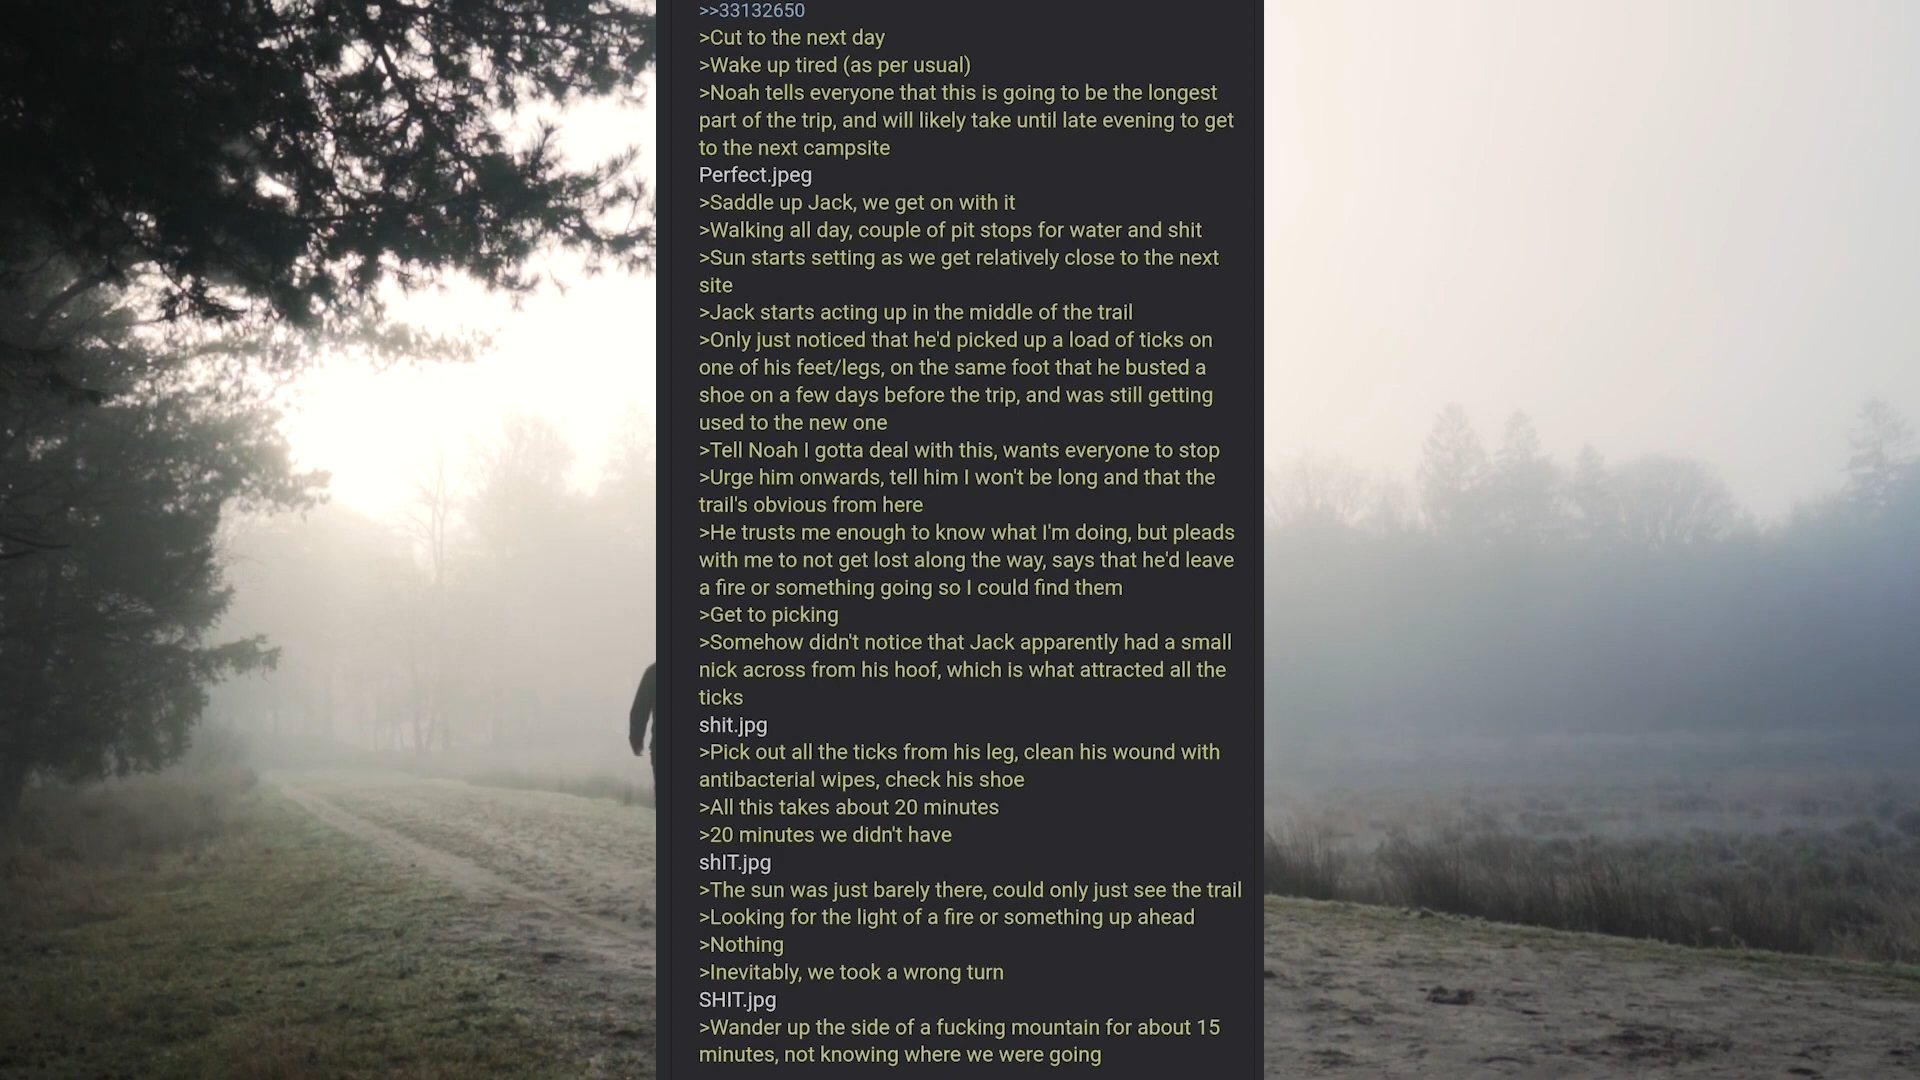 >>33132650
>Cut to the next day
>Wake up tired (as per usual)
>Noah tells everyone that this is going to be the longest
part of the trip, and will likely take until late evening to get
to the next campsite
Perfect.jpeg
>Saddle up Jack, we get on with it
>Walking all day, couple of pit stops for water and shit
>Sun starts setting as we get relatively close to the next
site
>Jack starts acting up in the middle of the trail
>Only just noticed that he'd picked up a load of ticks on
one of his feet/legs, on the same foot that he busted a
shoe on a few days before the trip, and was still getting
used to the new one
>Tell Noah I gotta deal with this, wants everyone to stop
>Urge him onwards, tell him I won't be long and that the
trail's obvious from here
>He trusts me enough to know what I'm doing, but pleads
with me to not get lost along the way, says that he'd leave
a fire or something going so I could find them
>Get to picking
>Somehow didn't notice that Jack apparently had a small
nick across from his hoof, which is what attracted all the
ticks
shit.jpg
>Pick out all the ticks from his leg, clean his wound with
antibacterial wipes, check his shoe
>All this takes about 20 minutes
>20 minutes we didn't have
shIT.jpg
>The sun was just barely there, could only just see the trail
>Looking for the light of a fire or something up ahead
>Nothing
>Inevitably, we took a wrong turn
SHIT.jpg
>Wander up the side of a fucking mountain for about 15
minutes, not knowing where we were going